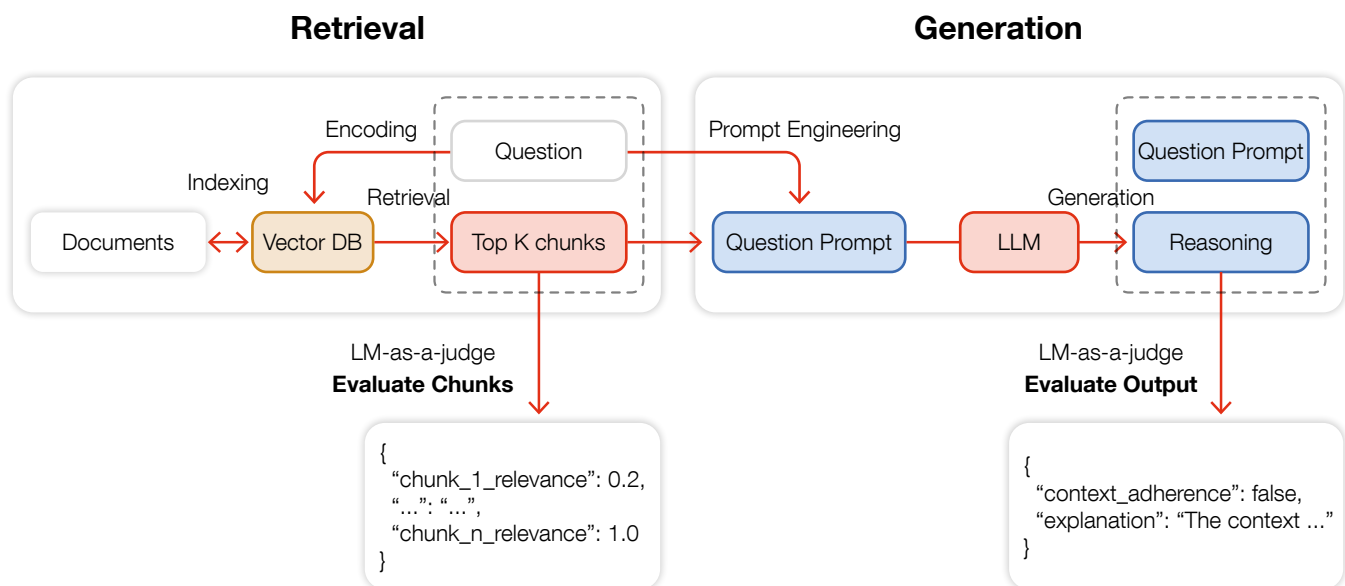 Retrieval
Generation
Encoding
Question
Prompt Engineering
Question Prompt
Indexing
Retrieval
Generation
Documents
Vector DB
Top K chunks
Question Prompt
LLM
Reasoning
LM-as-a-judge
Evaluate Chunks
LM-as-a-judge
Evaluate Output
{
“chunk_1_relevance”: 0.2,
“...”: “...”,
“chunk_n_relevance”: 1.0
}
{
“context_adherence”: false,
“explanation”: “The context ...”
}